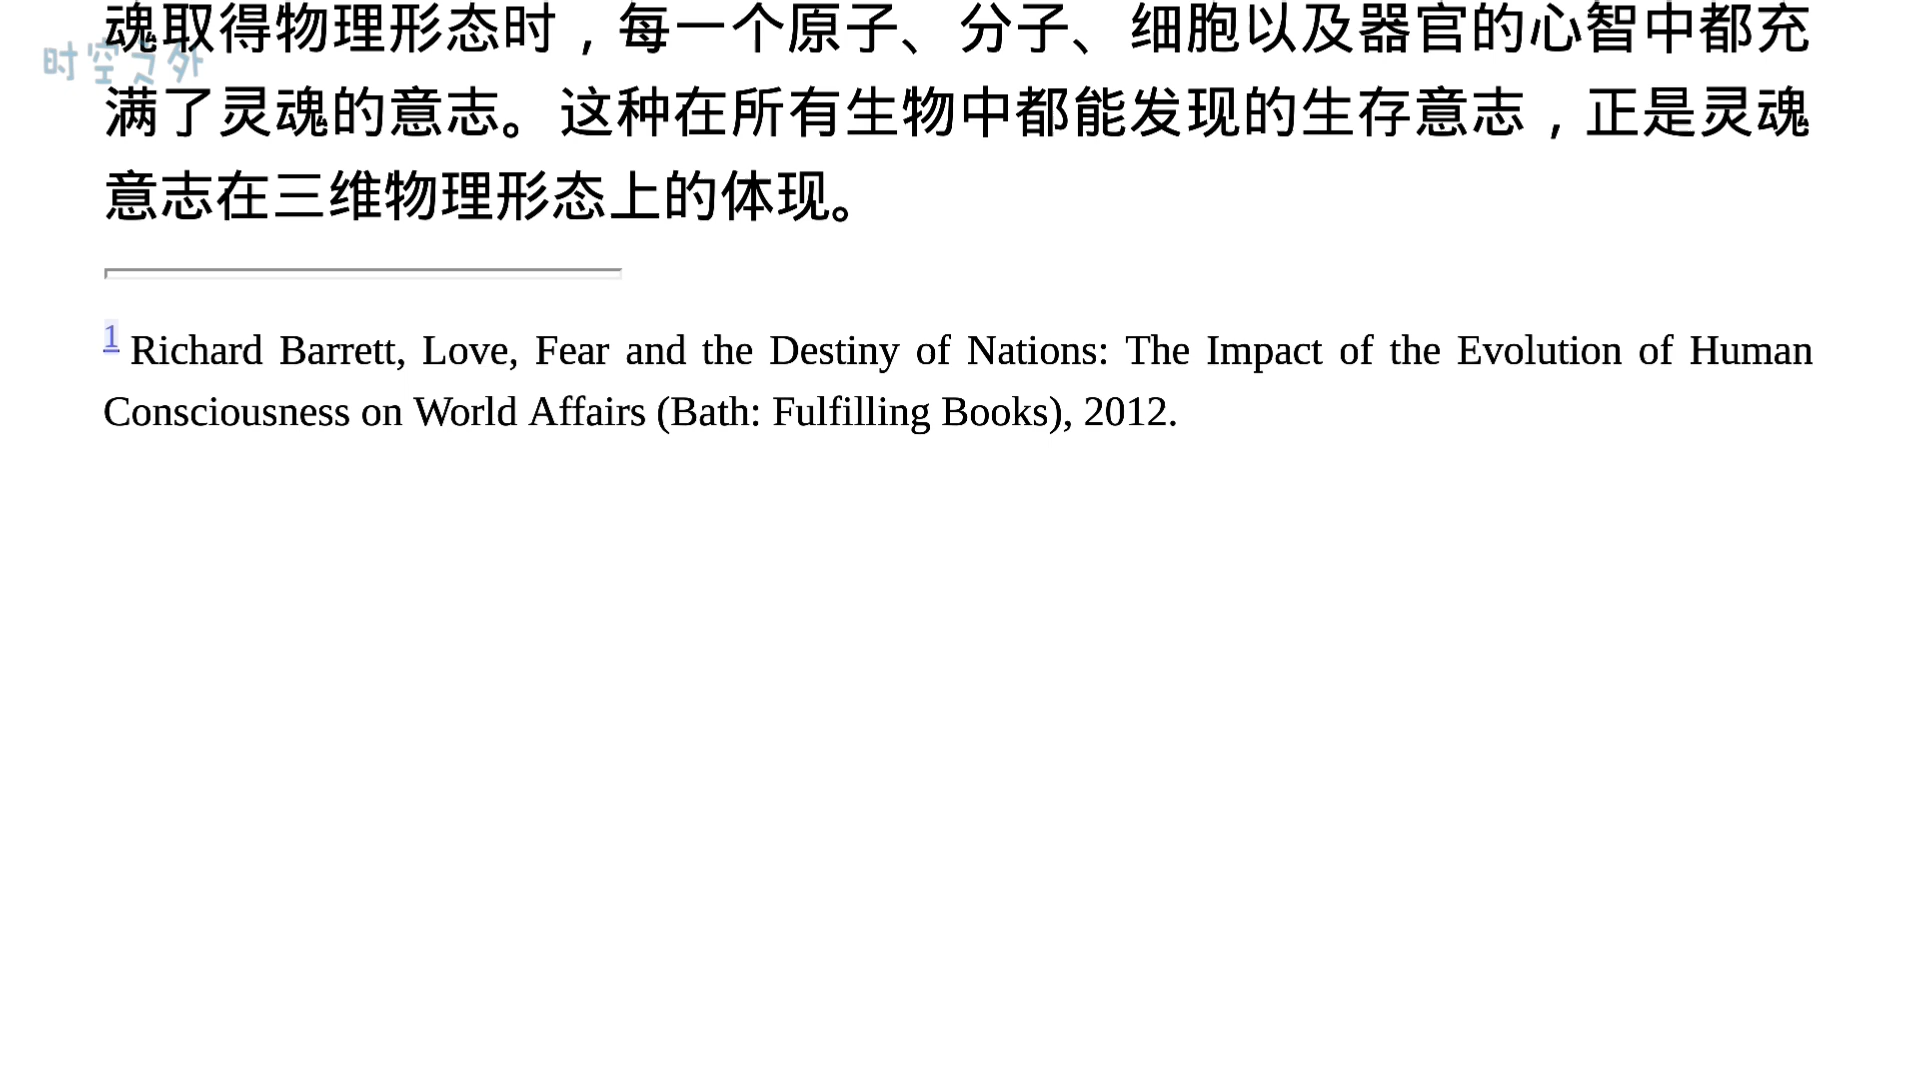 魂取得物理形态时，每一个原子、分子、细胞以及器官的心智中都充
时空之外
满了灵魂的意志。这种在所有生物中都能发现的生存意志，正是灵魂
意志在三维物理形态上的体现。
1 Richard Barrett, Love, Fear and the Destiny of Nations: The Impact of the Evolution of Human
Consciousness on World Affairs (Bath: Fulfilling Books), 2012.